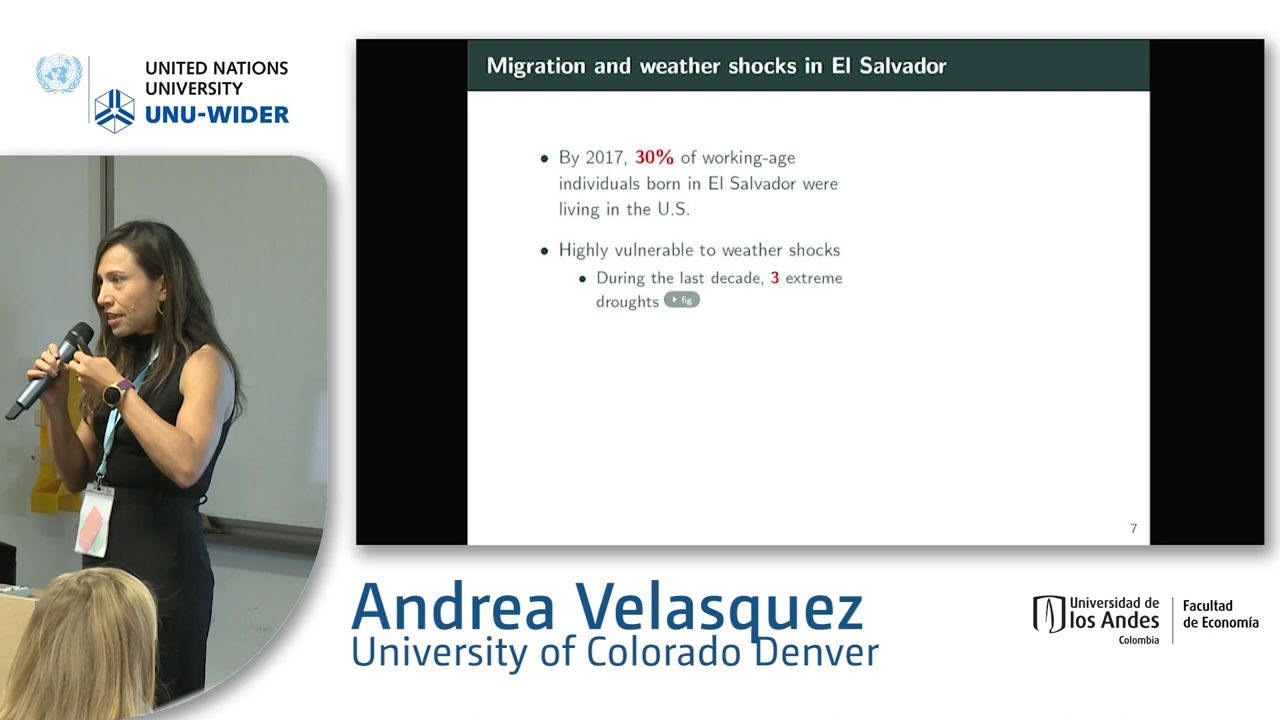 UNITED NATIONS
UNIVERSITY
UNU-WIDER
Migration and weather shocks in El Salvador
• By 2017, 30% of working-age
individuals born in El Salvador were
living in the U.S.
• Highly vulnerable to weather shocks
• During the last decade, 3 extreme
droughts fig
7
Andrea Velasquez
University of Colorado Denver
Universidad de
los Andes
Colombia
Facultad
de Economía